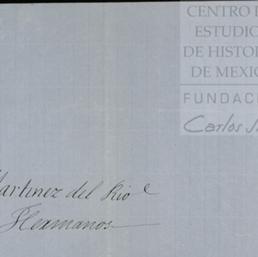 CENTRO D
ESTUDIO
DE HISTOR
DE MEXIC
FUNDAC
Carlos S
Martinez del Rio e
Hermanos